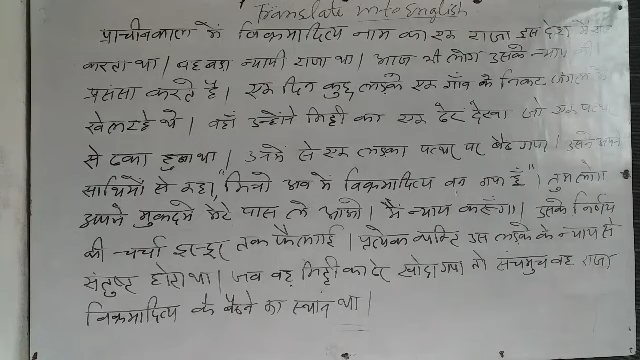 Translate into English
प्राचीनकाल में विक्रमादित्य नाम का एक राजा इस देश में
करता था। वह बड़ा न्यायी राजा था। आज भी लोग उसके न्याय की
प्रसंसा करते हैं। एक दिन कुछ लड़के एक गाँव के निकट जंगल में
खेल रहे थे। वहाँ उन्होंने मिट्टी का एक ढेर देखा जो एक पत्थर
से ढका हुआ था। उनमें से एक लड़का पत्थर पर बैठ गया। उसने अपने
साथियों से कहा, "मित्रो अब मैं विक्रमादित्य बन गया हूँ"। तुम लोग
अपने मुकदमे मेरे पास ले आओ। मैं न्याय करूँगा। उसके निर्णय
की चर्चा दूर-दूर तक फैल गई। प्रत्येक व्यक्ति उस लड़के के न्याय से
संतुष्ट होता था। जब वह मिट्टी का ढेर खोदा गया तो सचमुच वह राजा
विक्रमादित्य के बैठने का स्थान था।